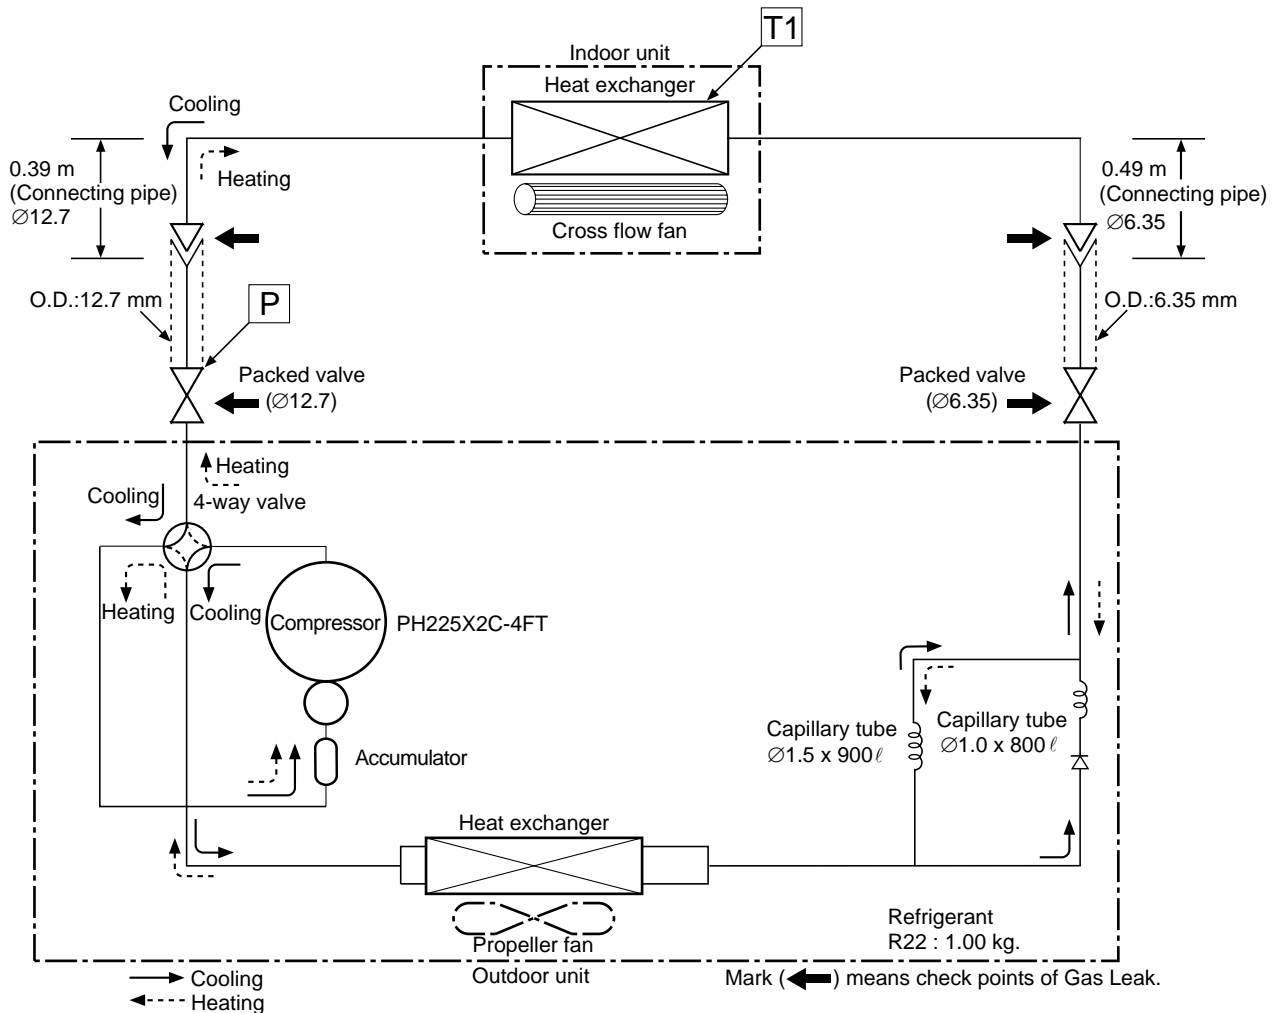 T1
Indoor unit
Heat exchanger
Cooling
0.39 m
(Connecting pipe)
∅12.7
Heating
0.49 m
(Connecting pipe)
∅6.35
Cross flow fan
O.D.:12.7 mm
P
O.D.:6.35 mm
Packed valve
(∅12.7)
Packed valve
(∅6.35)
Heating
Cooling
4-way valve
Heating
Cooling
Compressor
PH225X2C-4FT
Capillary tube
∅1.5 x 900ℓ
Capillary tube
∅1.0 x 800ℓ
Accumulator
Heat exchanger
Propeller fan
Refrigerant
R22 : 1.00 kg.
Cooling
Heating
Outdoor unit
Mark ( ) means check points of Gas Leak.